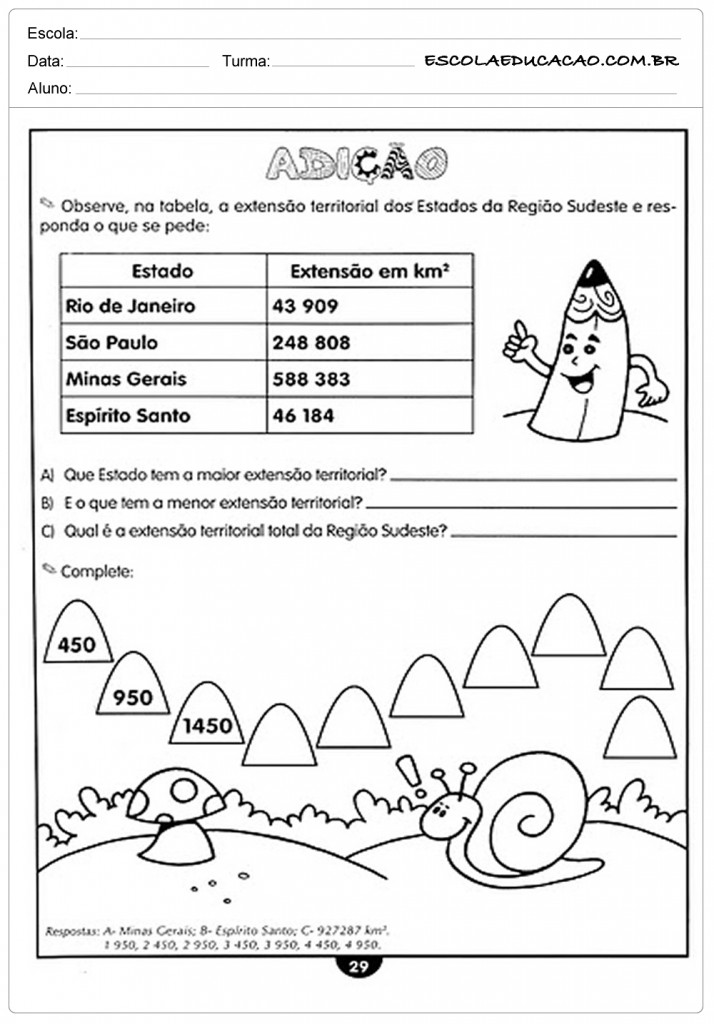 Escola:
Data: Turma: ESCOLAEDUCACAO.COM.BR
Aluno:
ADIÇÃO
Observe, na tabela, a extensão territorial dos Estados da Região Sudeste e res-
ponda o que se pede:
Estado Extensão em km²
Rio de Janeiro 43 909
São Paulo 248 808
Minas Gerais 588 383
Espírito Santo 46 184
A) Que Estado tem a maior extensão territorial?
B) E o que tem a menor extensão territorial?
C) Qual é a extensão territorial total da Região Sudeste?
Complete:
450
950
1450
!
Respostas: A- Minas Gerais; B- Espírito Santo; C- 927287 km².
1 950, 2 450, 2 950, 3 450, 3 950, 4 450, 4 950.
29